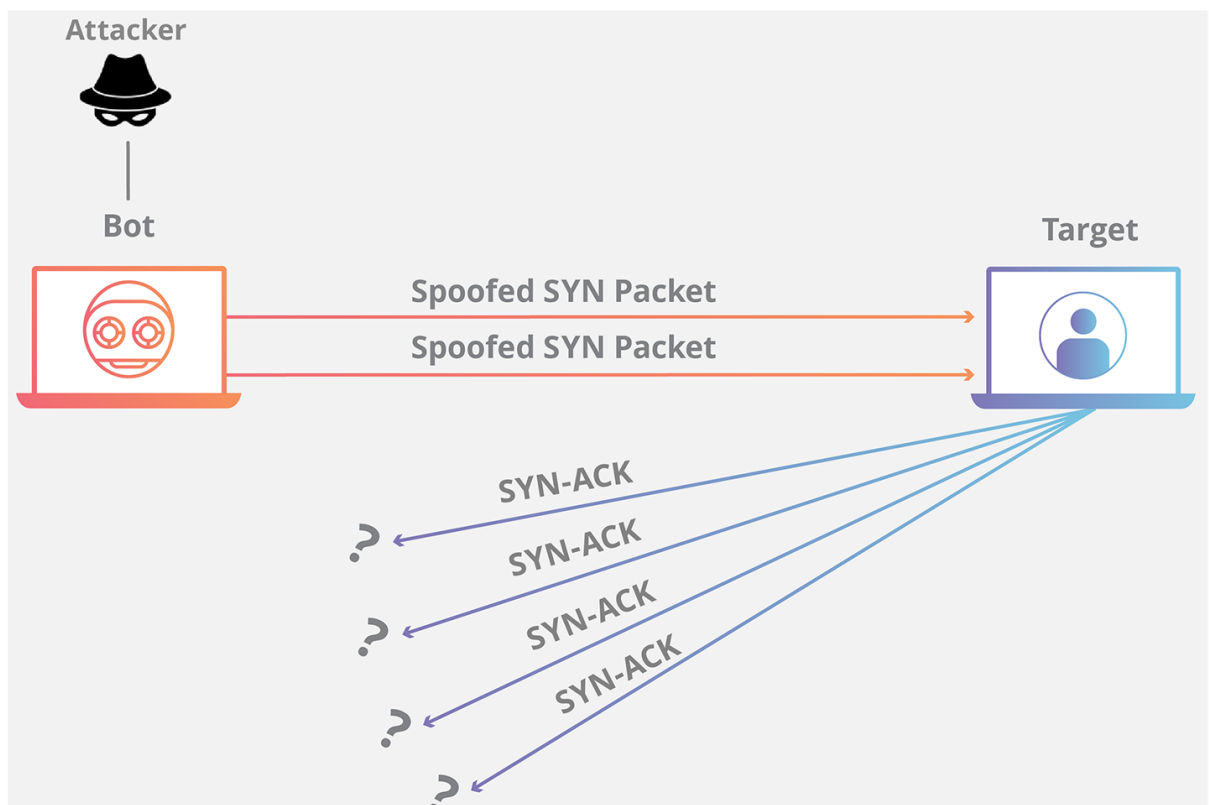 Attacker
Bot
Target
Spoofed SYN Packet
Spoofed SYN Packet
SYN-ACK
?
SYN-ACK
?
SYN-ACK
?
SYN-ACK
?